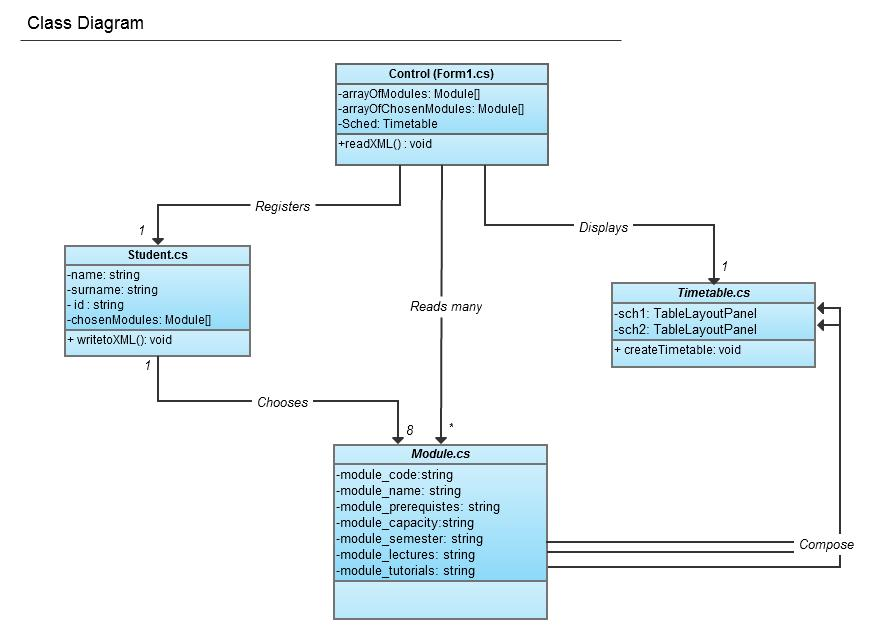 Class Diagram
Control (Form1.cs)
-arrayOfModules: Module[]
-arrayOfChosenModules: Module[]
-Sched: Timetable
+readXML() : void
Registers
Displays
1
1
Student.cs
-name: string
-surname: string
- id : string
-chosenModules: Module[]
+ writetoXML(): void
Reads many
Timetable.cs
-sch1: TableLayoutPanel
-sch2: TableLayoutPanel
+ createTimetable: void
1
Chooses
8
*
Module.cs
-module_code:string
-module_name: string
-module_prerequistes: string
-module_capacity:string
-module_semester: string
-module_lectures: string
-module_tutorials: string
Compose